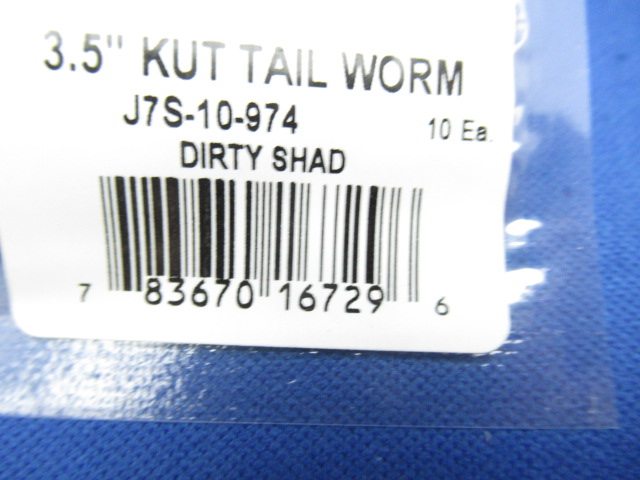 3.5" KUT TAIL WORM
J7S-10-974 10 Ea.
DIRTY SHAD
7 83670 16729 6